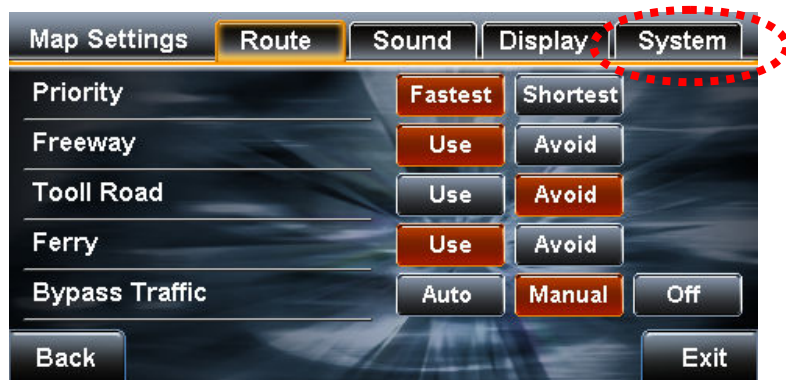 Map Settings Route Sound Display System
Priority Fastest Shortest
Freeway Use Avoid
Tooll Road Use Avoid
Ferry Use Avoid
Bypass Traffic Auto Manual Off
Back Exit